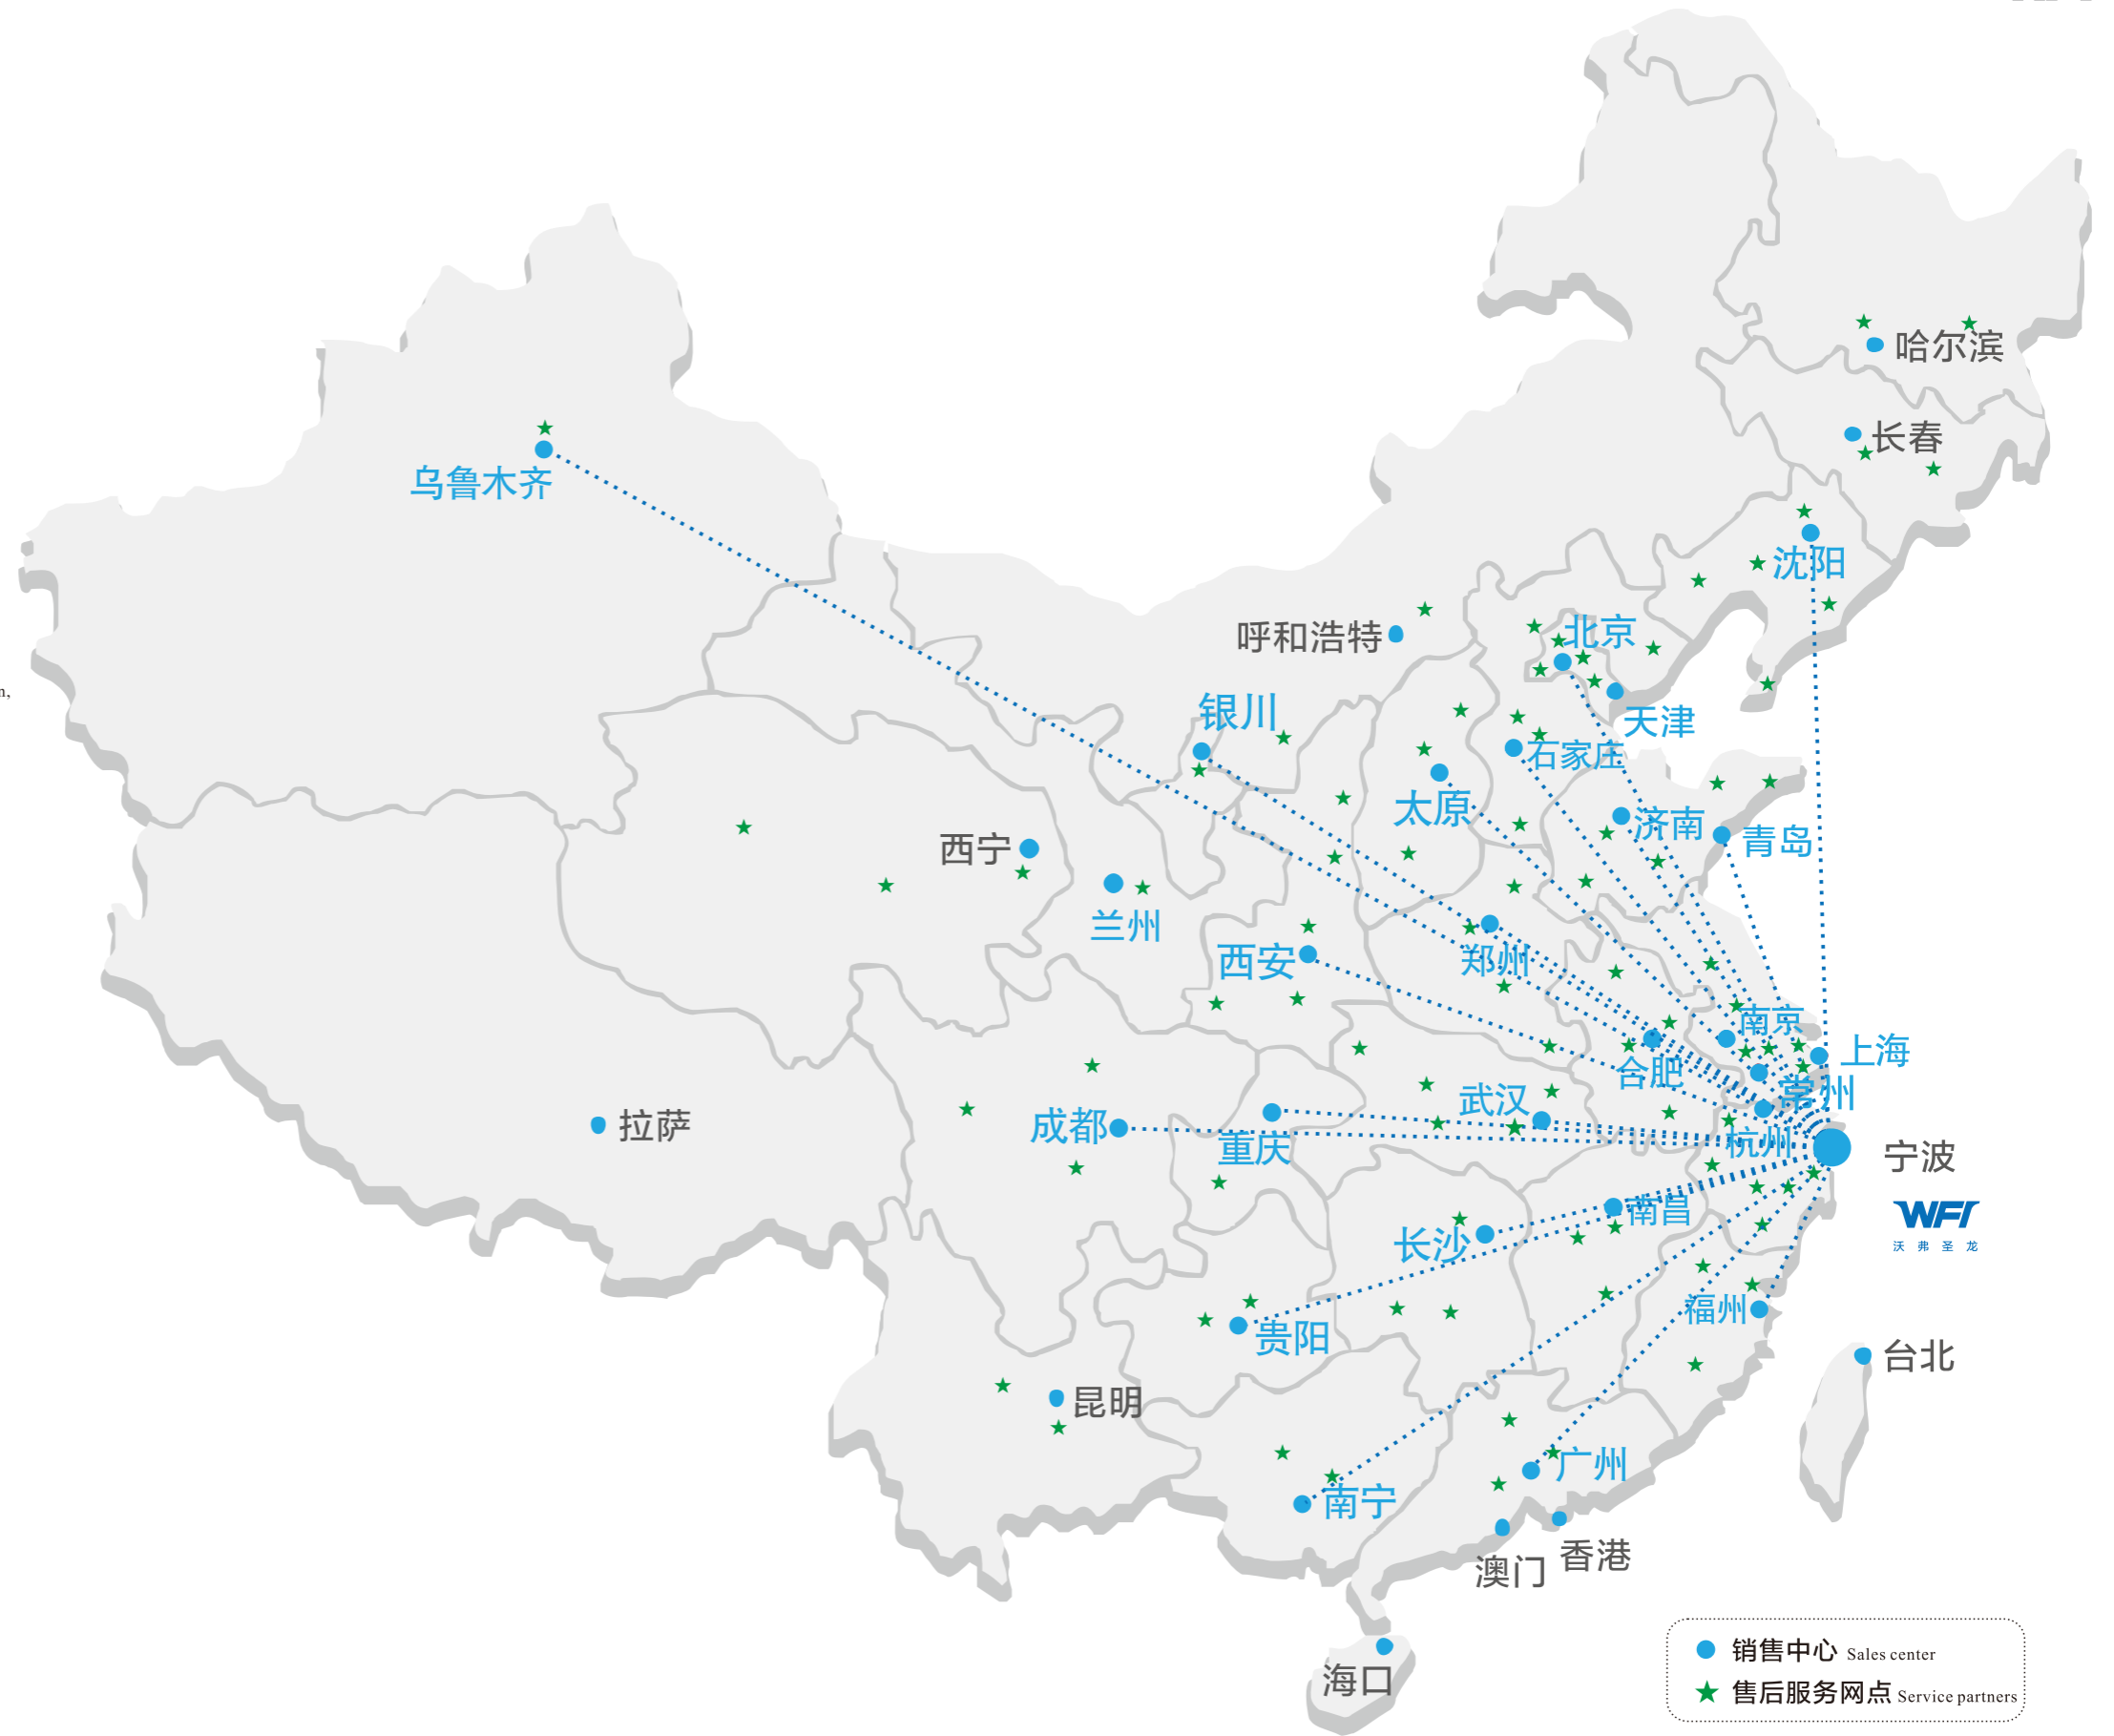 哈尔滨
长春
乌鲁木齐
沈阳
呼和浩特
北京
n,
银川
天津
石家庄
太原
济南
青岛
西宁
兰州
西安
郑州
南京
上海
合肥
常州
武汉
成都
重庆
拉萨
杭州
宁波
WFI
沃弗圣龙
南昌
长沙
福州
贵阳
台北
昆明
广州
南宁
香港
澳门
海口
销售中心 Sales center
售后服务网点 Service partners